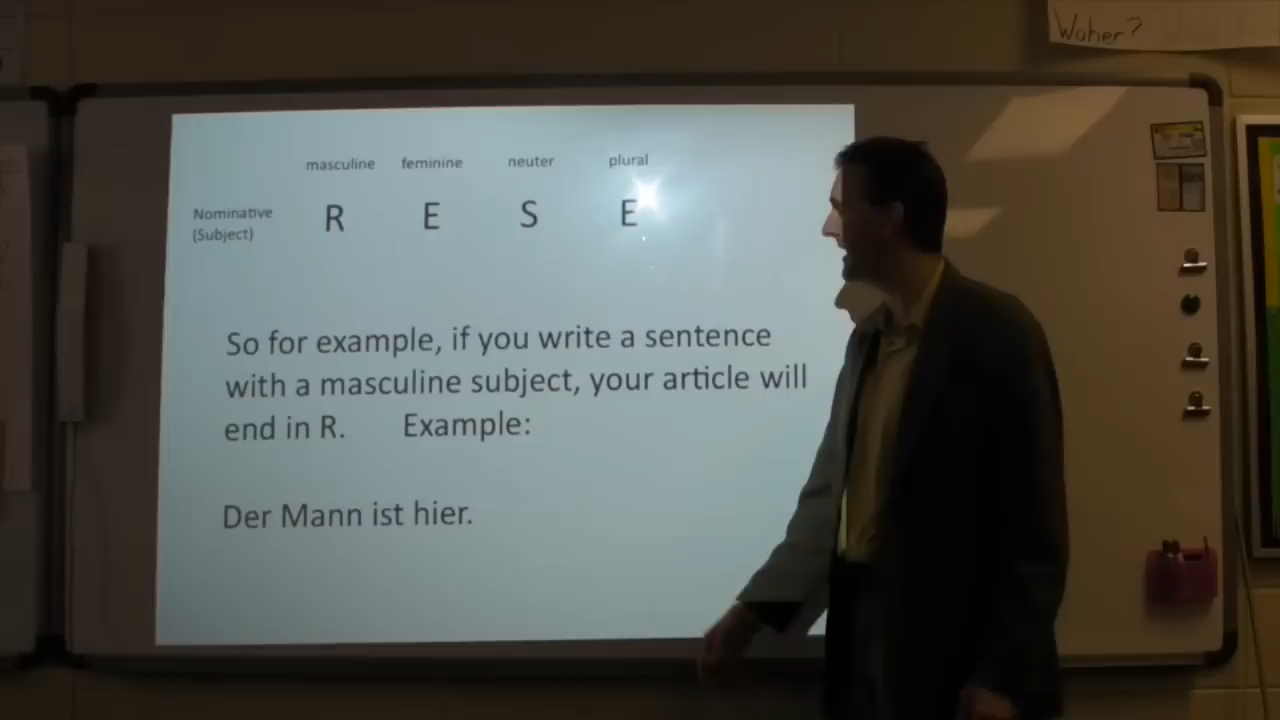 Woher?
masculine feminine neuter plural
Nominative
(Subject)
R E S E
So for example, if you write a sentence
with a masculine subject, your article will
end in R. Example:
Der Mann ist hier.